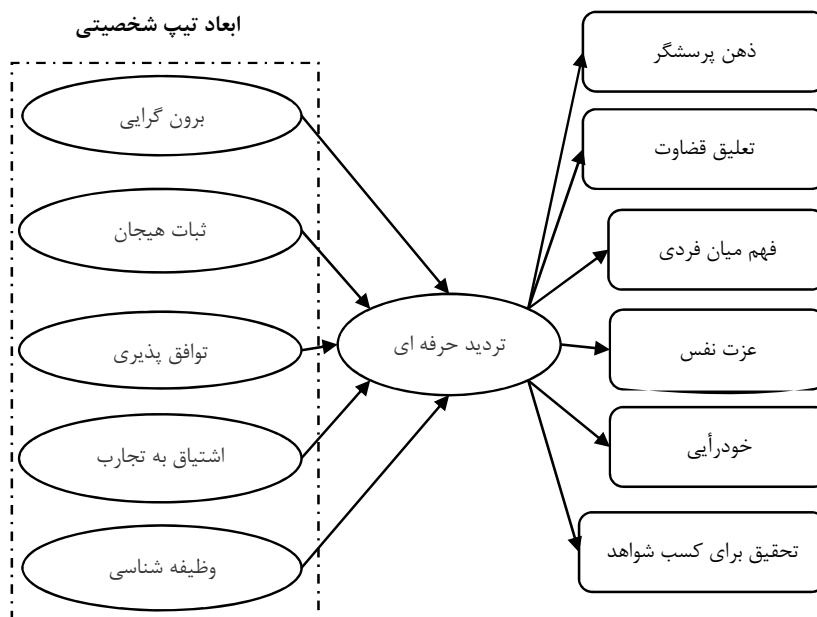 ابعاد تیپ شخصیتی
برون گرایی
ثبات هیجان
توافق پذیری
اشتیاق به تجارب
وظیفه شناسی
تردید حرفه ای
ذهن پرسشگر
تعلیق قضاوت
فهم میان فردی
عزت نفس
خودرأیی
تحقیق برای کسب شواهد